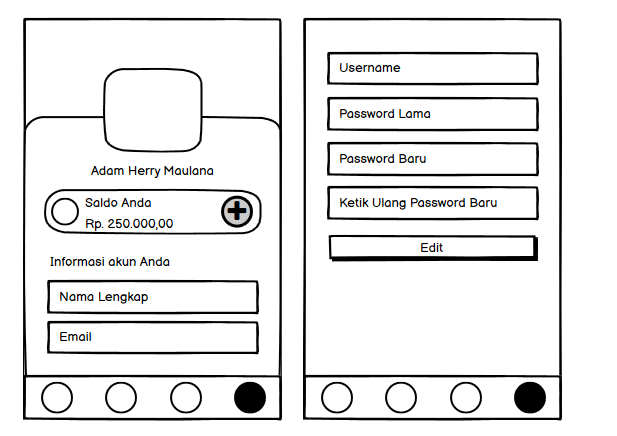 Adam Herry Maulana
Saldo Anda
Rp. 250.000,00
Informasi akun Anda
Nama Lengkap
Email
Username
Password Lama
Password Baru
Ketik Ulang Password Baru
Edit